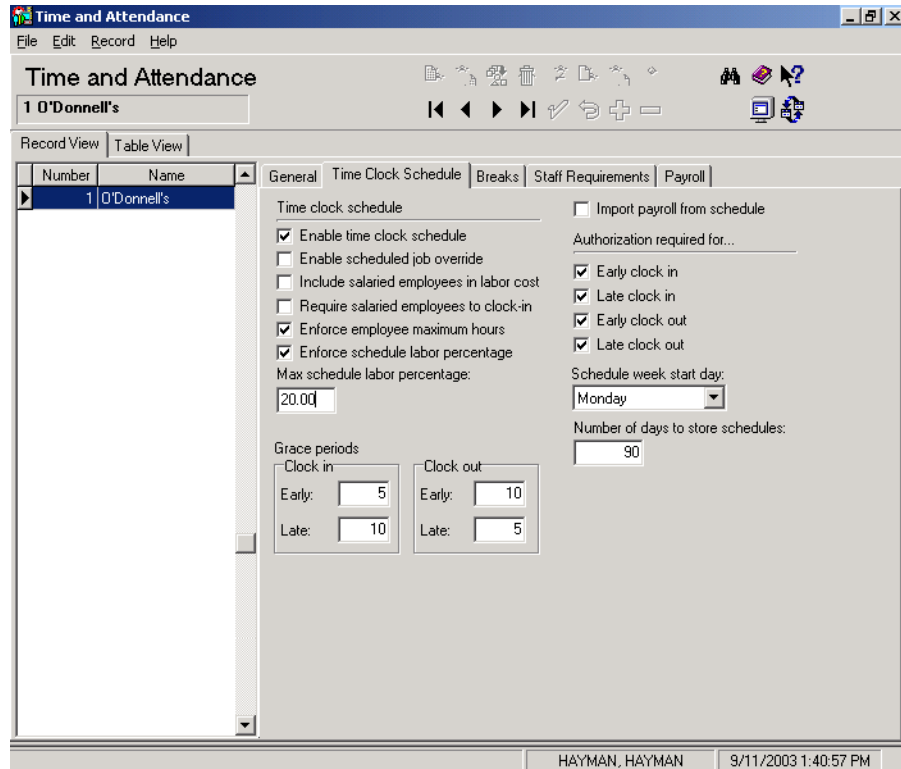 Time and Attendance
File Edit Record Help
Time and Attendance
1 O'Donnell's
Record View Table View
Number Name
1 O'Donnell's
General Time Clock Schedule Breaks Staff Requirements Payroll
Time clock schedule
Enable time clock schedule
Enable scheduled job override
Include salaried employees in labor cost
Require salaried employees to clock-in
Enforce employee maximum hours
Enforce schedule labor percentage
Max schedule labor percentage:
20.00
Grace periods
Clock in
Early: 5
Late: 10
Clock out
Early: 10
Late: 5
Import payroll from schedule
Authorization required for...
Early clock in
Late clock in
Early clock out
Late clock out
Schedule week start day:
Monday
Number of days to store schedules:
90
HAYMAN, HAYMAN 9/11/2003 1:40:57 PM